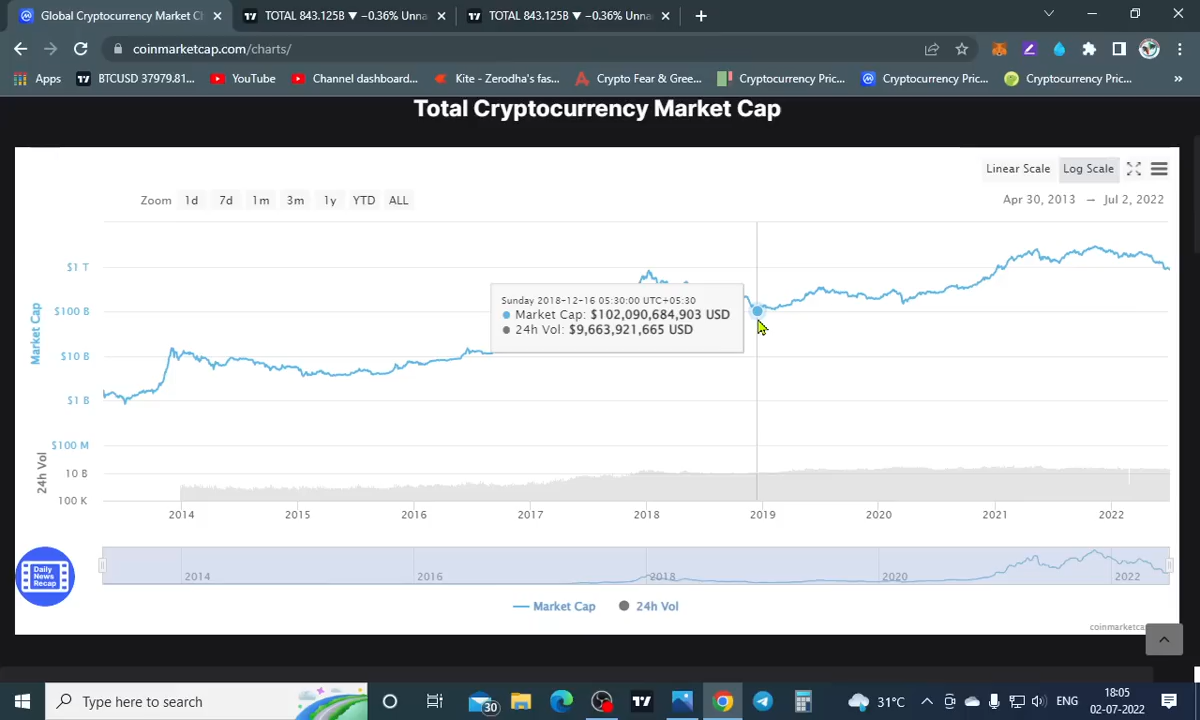 Global Cryptocurrency Market C
TOTAL 843.125B ▼ −0.36% Unna
TOTAL 843.125B ▼ −0.36% Unna
coinmarketcap.com/charts/
Apps
BTCUSD 37979.81...
YouTube
Channel dashboard...
Kite - Zerodha's fas...
Crypto Fear & Gree...
Cryptocurrency Pric...
Cryptocurrency Pric...
Cryptocurrency Pric...
Total Cryptocurrency Market Cap
Linear Scale
Log Scale
Zoom 1d 7d 1m 3m 1y YTD ALL
Apr 30, 2013 – Jul 2, 2022
Market Cap
$1 T
$100 B
$10 B
$1 B
$100 M
Sunday 2018-12-16 05:30:00 UTC+05:30
Market Cap: $102,090,684,903 USD
24h Vol: $9,663,921,665 USD
24h Vol
10 B
100 K
2014 2015 2016 2017 2018 2019 2020 2021 2022
Daily
News
Recap
2014 2016 2018 2020 2022
Market Cap
24h Vol
coinmarketca
Type here to search
30
31°C
ENG
18:05
02-07-2022